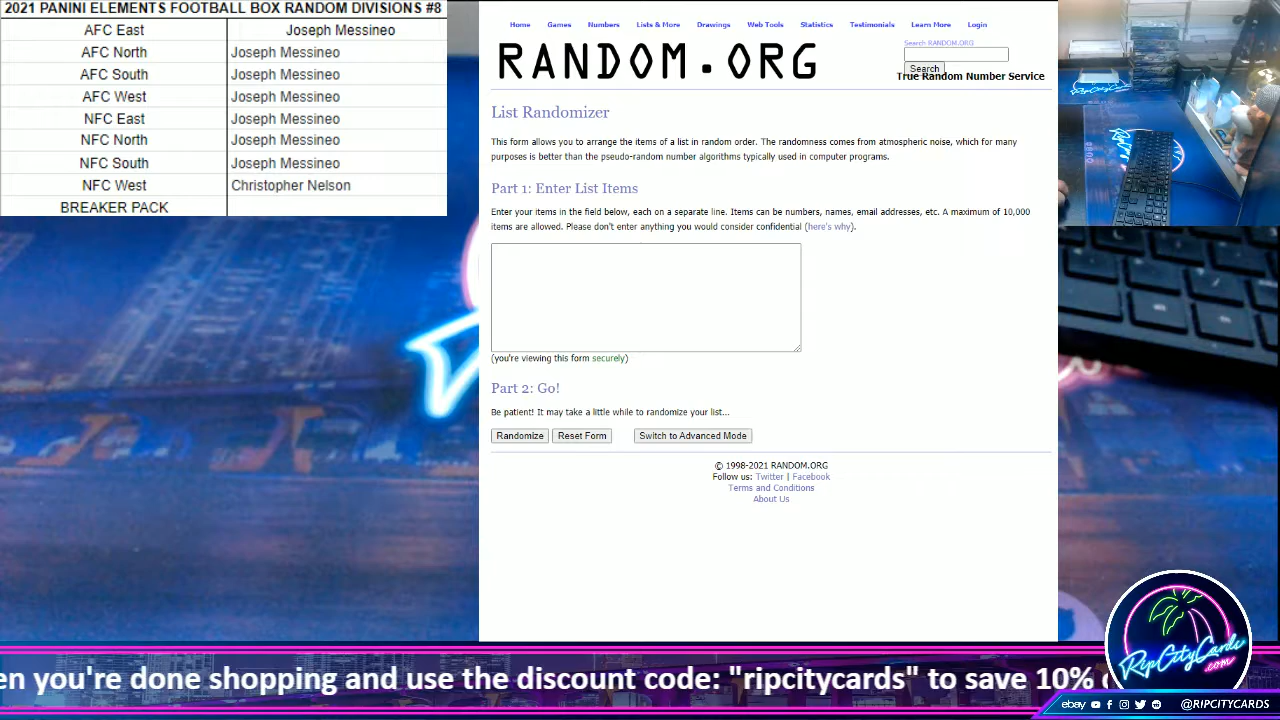 2021 PANINI ELEMENTS FOOTBALL BOX RANDOM DIVISIONS #8
AFC East Joseph Messineo
AFC North Joseph Messineo
AFC South Joseph Messineo
AFC West Joseph Messineo
NFC East Joseph Messineo
NFC North Joseph Messineo
NFC South Joseph Messineo
NFC West Christopher Nelson
BREAKER PACK
Home Games Numbers Lists & More Drawings Web Tools Statistics Testimonials Learn More Login
RANDOM.ORG
Search RANDOM.ORG
Search
True Random Number Service
List Randomizer
This form allows you to arrange the items of a list in random order. The randomness comes from atmospheric noise, which for many
purposes is better than the pseudo-random number algorithms typically used in computer programs.
Part 1: Enter List Items
Enter your items in the field below, each on a separate line. Items can be numbers, names, email addresses, etc. A maximum of 10,000
items are allowed. Please don't enter anything you would consider confidential (here's why).
(you're viewing this form securely)
Part 2: Go!
Be patient! It may take a little while to randomize your list...
Randomize Reset Form Switch to Advanced Mode
© 1998-2021 RANDOM.ORG
Follow us: Twitter | Facebook
Terms and Conditions
About Us
en you're done shopping and use the discount code: "ripcitycards" to save 10%
RipCityCards
.com
ebay @RIPCITYCARDS